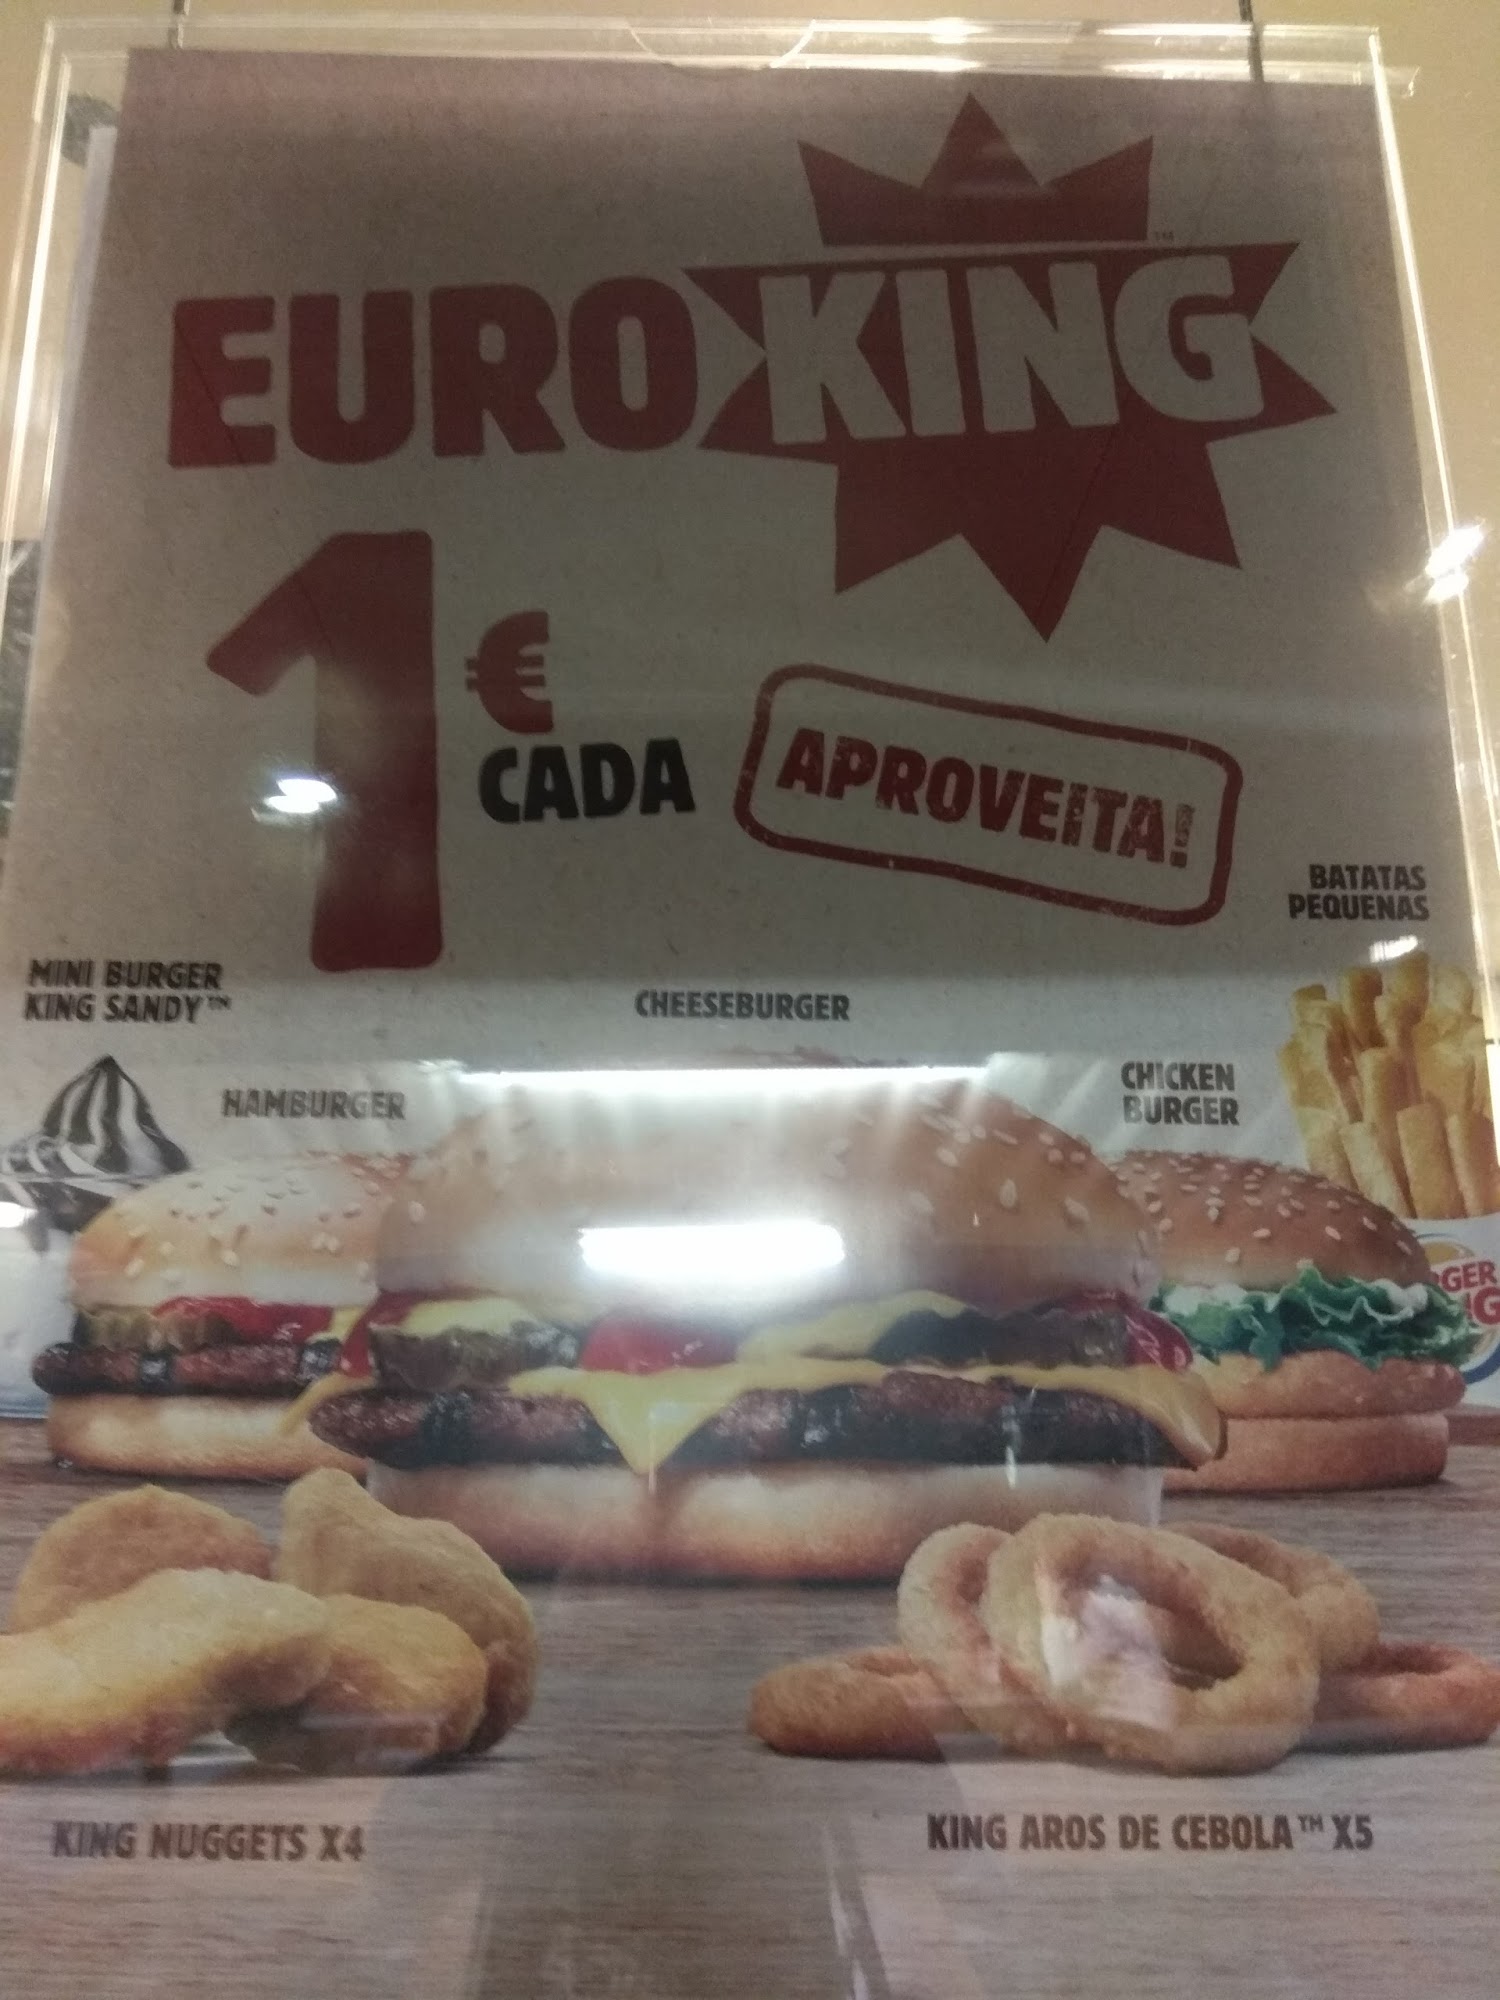 EURO KING™
1€
CADA
APROVEITA!
BATATAS
PEQUENAS
MINI BURGER
KING SANDY™
CHEESEBURGER
HAMBURGER
CHICKEN
BURGER
KING NUGGETS X4
KING AROS DE CEBOLA™ X5